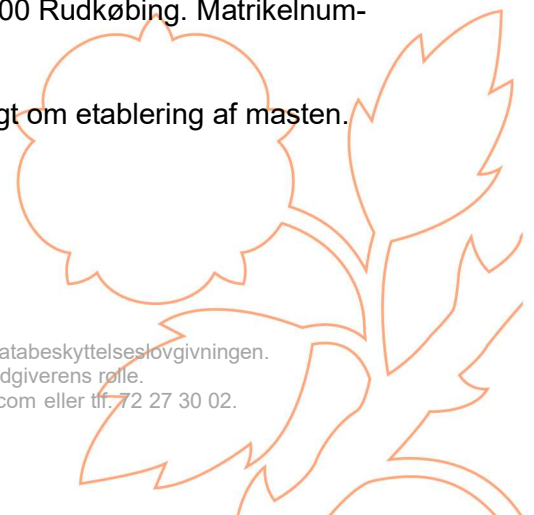 00 Rudkøbing. Matrikelnum-
gt om etablering af masten.
atabeskyttelseslovgivningen.
dgiverens rolle.
com eller tlf. 72 27 30 02.